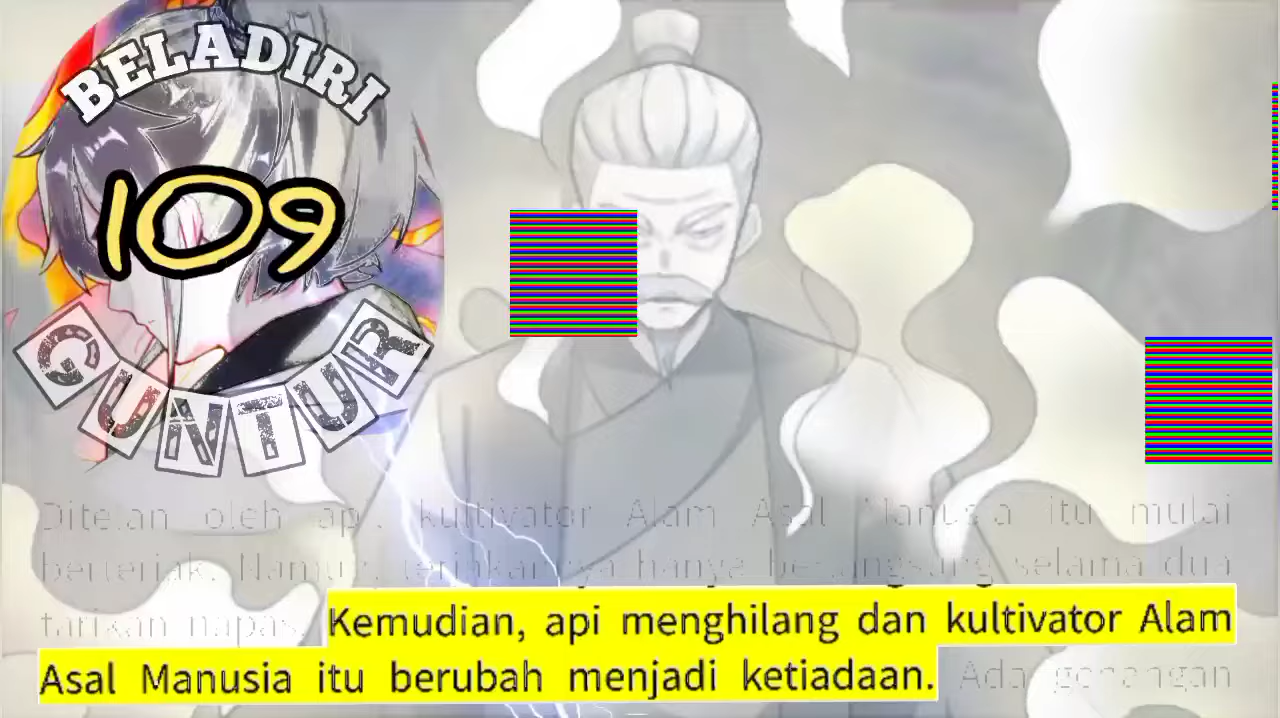 BELADIRI
109
GUNTUR
Ditelan oleh api, kultivator Alam Asal Manusia itu mulai
berteriak. Namun, teriakannya hanya berlangsung selama dua
tarikan napas. Kemudian, api menghilang dan kultivator Alam
Asal Manusia itu berubah menjadi ketiadaan. Ada genangan